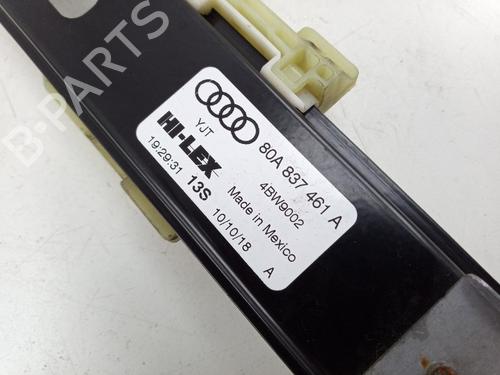 B-PARTS
YJT
80A 837 461 A
HI-LEX
4BW9002
19:29:31 13S
Made in Mexico
10/10/18
A